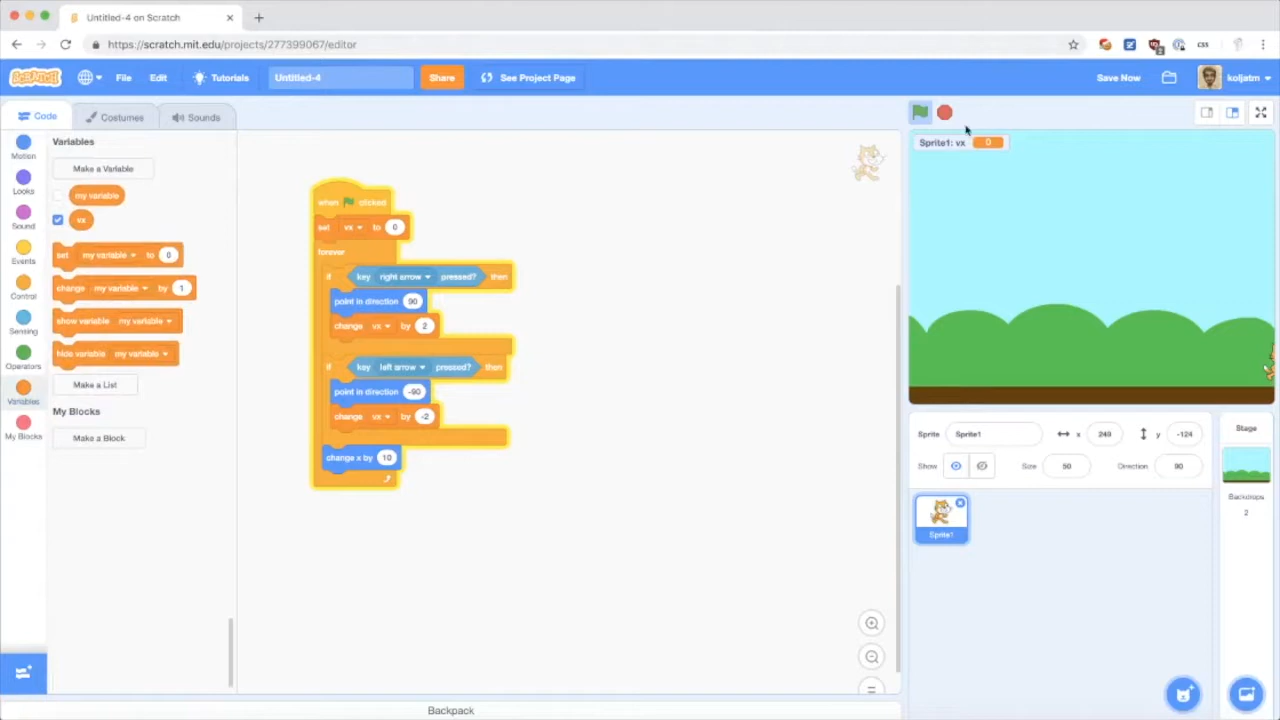 Untitled-4 on Scratch
https://scratch.mit.edu/projects/277399067/editor
2
css
SCRATCH
File
Edit
Tutorials
Untitled-4
Share
See Project Page
Save Now
koljatm
Code
Costumes
Sounds
Motion
Looks
Sound
Events
Control
Sensing
Operators
Variables
My Blocks
Variables
Make a Variable
my variable
vx
set my variable to 0
change my variable by 1
show variable my variable
hide variable my variable
Make a List
My Blocks
Make a Block
when clicked
set vx to 0
forever
if key right arrow pressed? then
point in direction 90
change vx by 2
if key left arrow pressed? then
point in direction -90
change vx by -2
change x by 10
Sprite1: vx 0
Sprite Sprite1 x 249 y -124
Show Size 50 Direction 90
Sprite1
Stage
Backdrops
2
Backpack